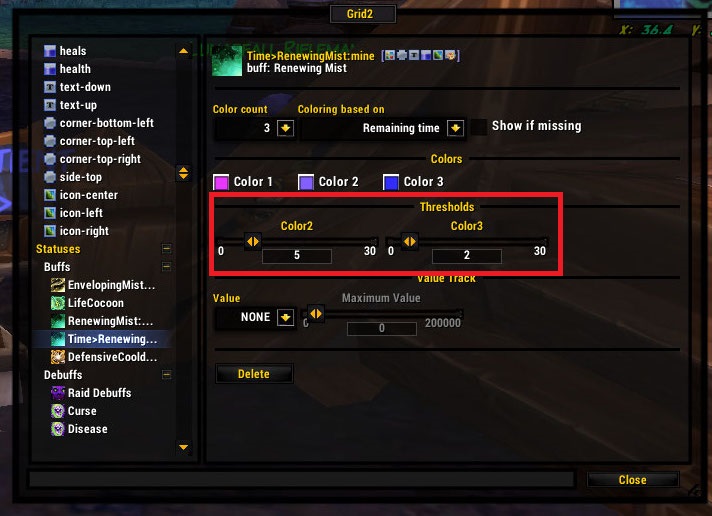 Grid2
X: 36.4 Y:
heals
health
text-down
text-up
corner-bottom-left
corner-top-left
corner-top-right
side-top
icon-center
icon-left
icon-right
Statuses
Buffs
EnvelopingMist...
LifeCocoon
RenewingMist:...
Time>Renewing...
DefensiveCoold...
Debuffs
Raid Debuffs
Curse
Disease
Time>RenewingMist:mine
buff: Renewing Mist
Color count
3
Coloring based on
Remaining time
Show if missing
Colors
Color 1 Color 2 Color 3
Thresholds
Color2 Color3
0 5 30 0 2 30
Value Track
Value Maximum Value
NONE 0 0 200000
Delete
Close